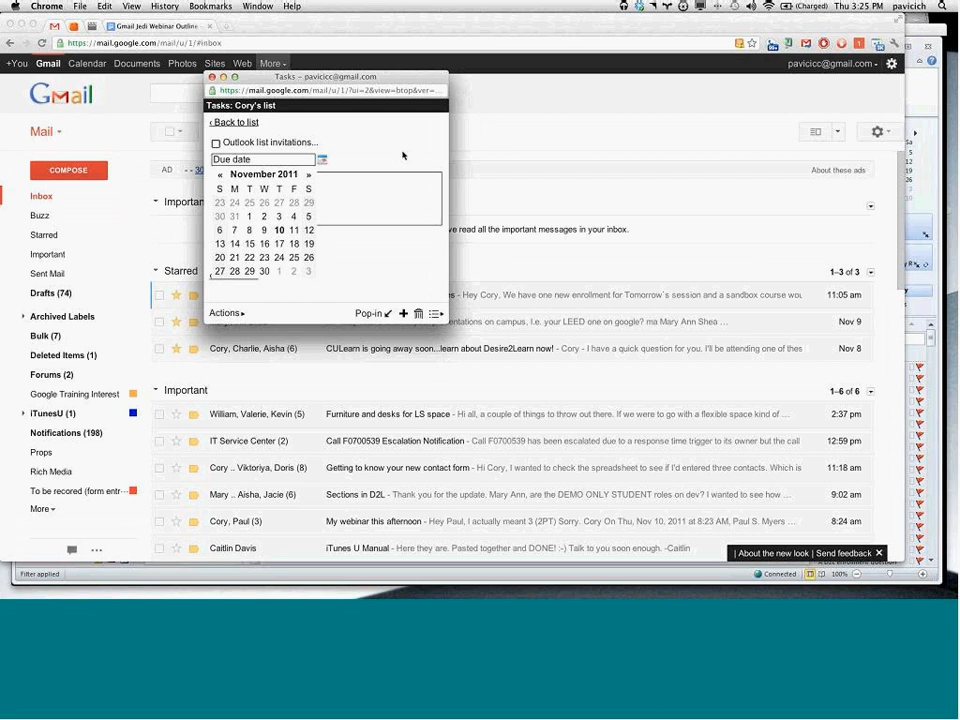 Chrome File Edit View History Bookmarks Window Help (Charged) Thu 3:25 PM pavicich
Gmail Jedi Webinar Outline
https://mail.google.com/mail/u/1/#inbox
+You Gmail Calendar Documents Photos Sites Web More pavicicc@gmail.com
Tasks – pavicicc@gmail.com
https://mail.google.com/mail/u/1/?ui=2&view=btop&ver=...
Tasks: Cory's list
‹ Back to list
Outlook list invitations...
Due date
« November 2011 »
S M T W T F S
23 24 25 26 27 28 29
30 31 1 2 3 4 5
6 7 8 9 10 11 12
13 14 15 16 17 18 19
20 21 22 23 24 25 26
27 28 29 30 1 2 3
Actions Pop-in
Gmail
Mail
COMPOSE
Inbox
Buzz
Starred
Important
Sent Mail
Drafts (74)
Archived Labels
Bulk (7)
Deleted Items (1)
Forums (2)
Google Training Interest
iTunesU (1)
Notifications (198)
Props
Rich Media
To be recored (form entr...
More
AD About these ads
Important
ve read all the important messages in your inbox.
Starred 1–3 of 3
es - Hey Cory, We have one new enrollment for Tomorrow's session and a sandbox course wou 11:05 am
entations on campus, I.e. your LEED one on google? ma Mary Ann Shea ... Nov 9
Cory, Charlie, Aisha (6) CULearn is going away soon...learn about Desire2Learn now! - Cory - I have a quick question for you. I'll be attending one of thes Nov 8
Important 1–6 of 6
William, Valerie, Kevin (5) Furniture and desks for LS space - Hi all, a couple of things to throw out there. If we were to go with a flexible space kind of ... 2:37 pm
IT Service Center (2) Call F0700539 Escalation Notification - Call F0700539 has been escalated due to a response time trigger to its owner but the call 12:59 pm
Cory .. Viktoriya, Doris (8) Getting to know your new contact form - Hi Cory, I wanted to check the spreadsheet to see if I'd entered three contacts. Which is 11:18 am
Mary .. Aisha, Jacie (6) Sections in D2L - Thank you for the update. Mary Ann, are the DEMO ONLY STUDENT roles on dev? I wanted to see how ... 9:02 am
Cory, Paul (3) My webinar this afternoon - Hey Paul, I actually meant 3 (2PT) Sorry. Cory On Thu, Nov 10, 2011 at 8:23 AM, Paul S. Myers ... 8:24 am
Caitlin Davis iTunes U Manual - Here they are. Pasted together and DONE! :-) Talk to you soon enough. -Caitlin
| About the new look | Send feedback ✕
Filter applied Connected 100%